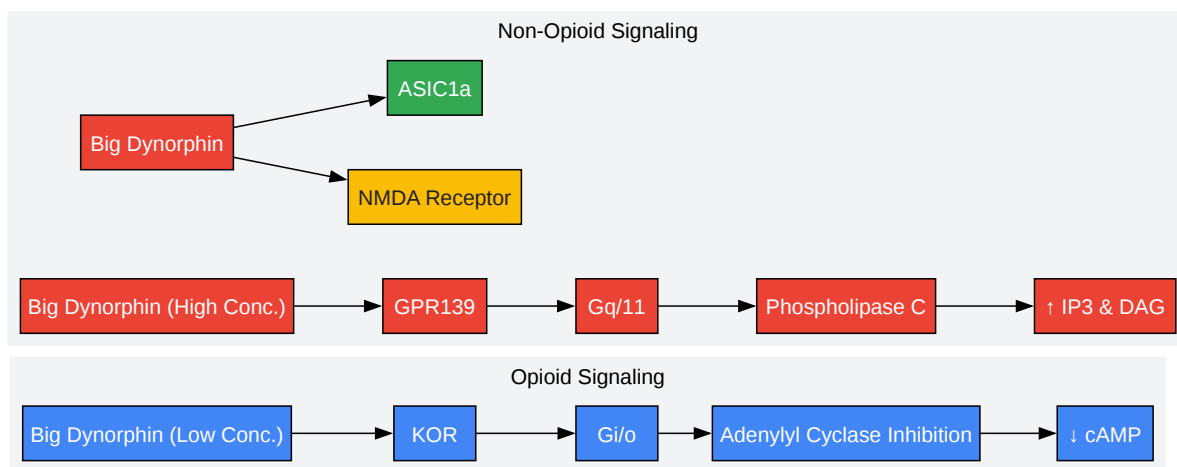 Non-Opioid Signaling
ASIC1a
Big Dynorphin
NMDA Receptor
Big Dynorphin (High Conc.)
GPR139
Gq/11
Phospholipase C
↑ IP3 & DAG
Opioid Signaling
Big Dynorphin (Low Conc.)
KOR
Gi/o
Adenylyl Cyclase Inhibition
↓ cAMP